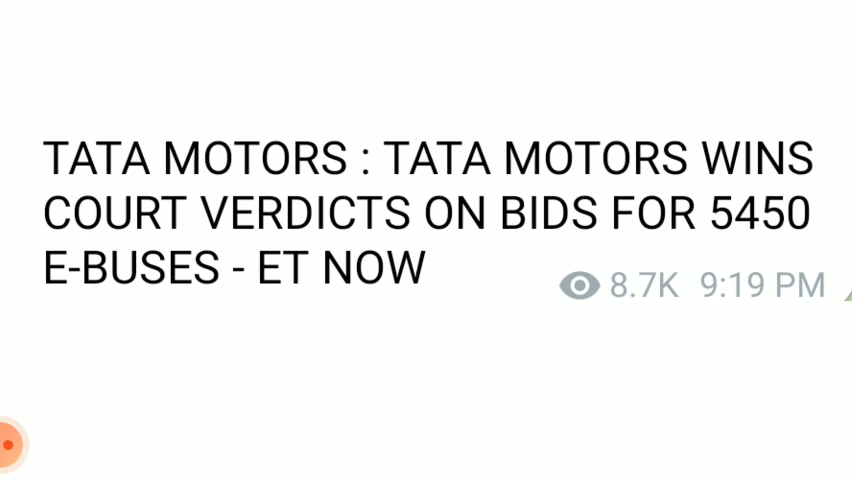 TATA MOTORS : TATA MOTORS WINS
COURT VERDICTS ON BIDS FOR 5450
E-BUSES - ET NOW
8.7K 9:19 PM